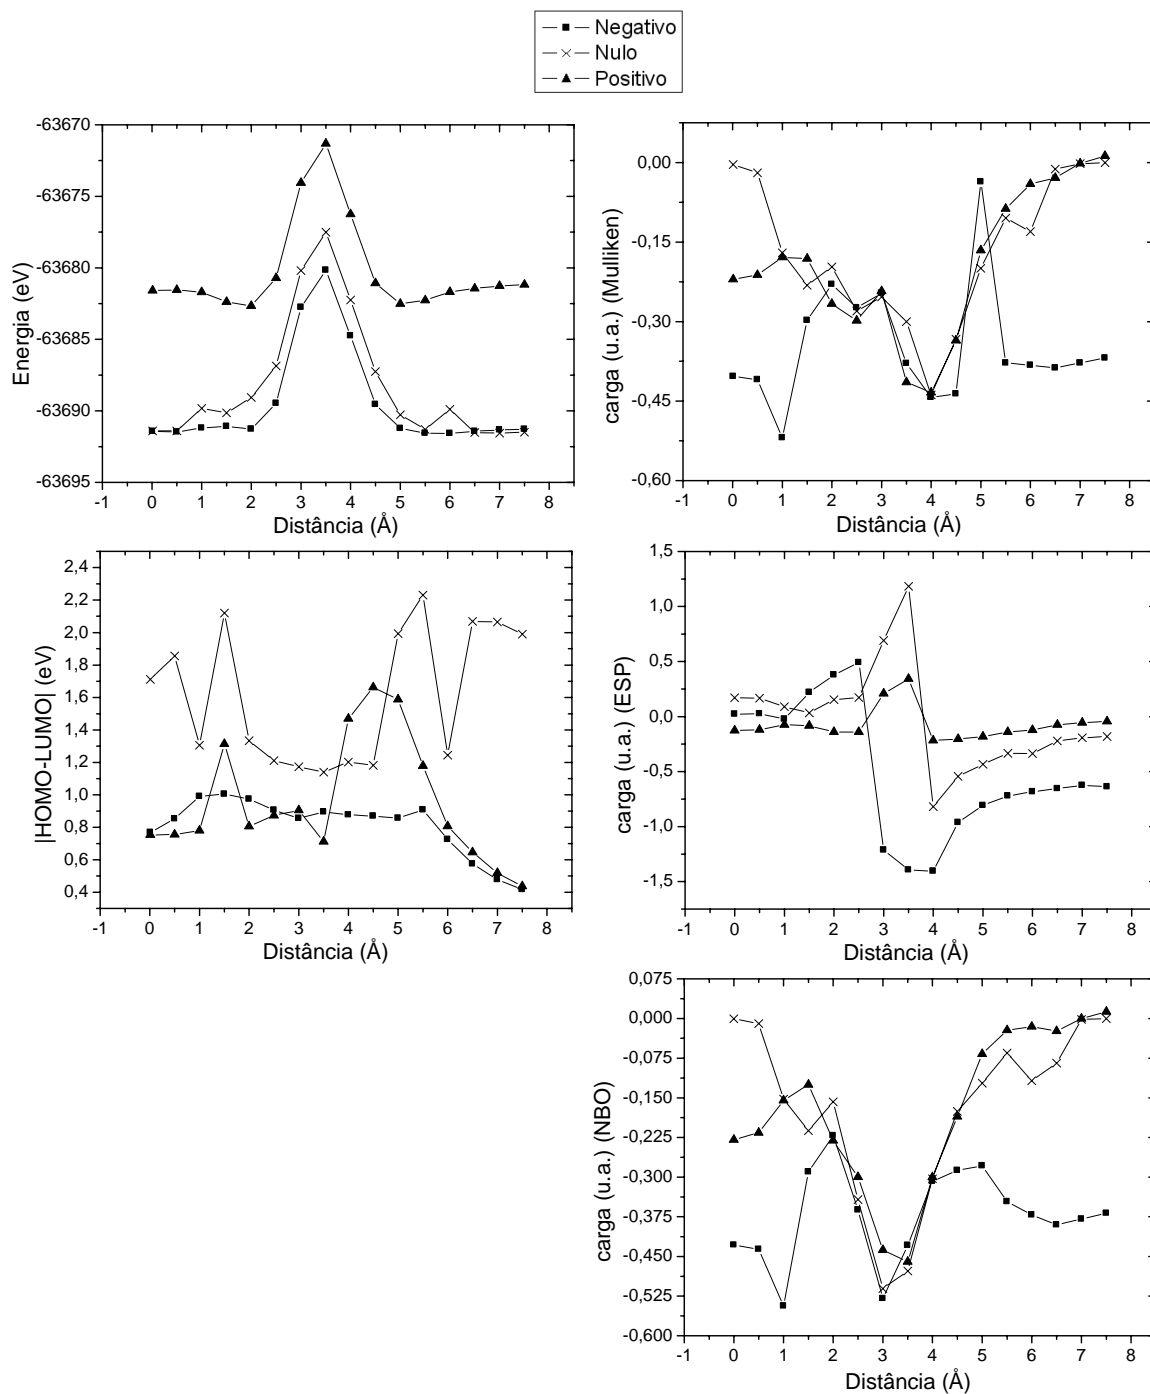 Negativo
Nulo
Positivo
-63670
-63675
-63680
-63685
-63690
-63695
Energia (eV)
-1 0 1 2 3 4 5 6 7 8
Distância (Å)
0,00
-0,15
-0,30
-0,45
-0,60
carga (u.a.) (Mulliken)
-1 0 1 2 3 4 5 6 7 8
Distância (Å)
2,4
2,2
2,0
1,8
1,6
1,4
1,2
1,0
0,8
0,6
0,4
|HOMO-LUMO| (eV)
-1 0 1 2 3 4 5 6 7 8
Distância (Å)
1,5
1,0
0,5
0,0
-0,5
-1,0
-1,5
carga (u.a.) (ESP)
-1 0 1 2 3 4 5 6 7 8
Distância (Å)
0,075
0,000
-0,075
-0,150
-0,225
-0,300
-0,375
-0,450
-0,525
-0,600
carga (u.a.) (NBO)
-1 0 1 2 3 4 5 6 7 8
Distância (Å)